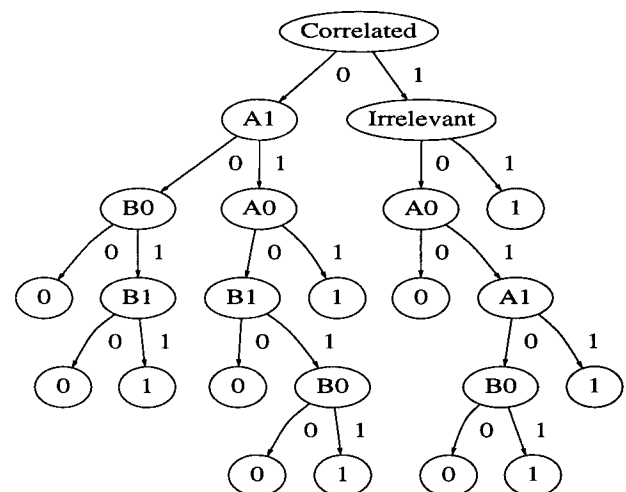 Correlated
0 1
A1 Irrelevant
0 1 0 1
B0 A0 A0 1
0 1 0 1 0 1
0 B1 B1 1 0 A1
0 1 0 1 0 1
0 1 0 B0 B0 1
0 1 0 1
0 1 0 1